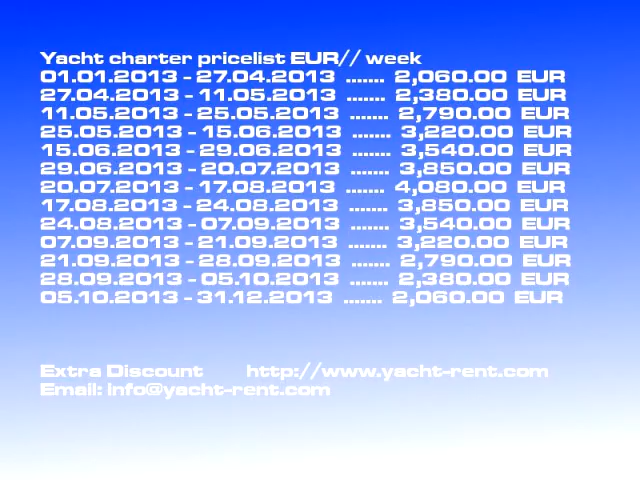 Yacht charter pricelist EUR// week
01.01.2013 - 27.04.2013 ....... 2,060.00 EUR
27.04.2013 - 11.05.2013 ....... 2,380.00 EUR
11.05.2013 - 25.05.2013 ....... 2,790.00 EUR
25.05.2013 - 15.06.2013 ....... 3,220.00 EUR
15.06.2013 - 29.06.2013 ....... 3,540.00 EUR
29.06.2013 - 20.07.2013 ....... 3,850.00 EUR
20.07.2013 - 17.08.2013 ....... 4,080.00 EUR
17.08.2013 - 24.08.2013 ....... 3,850.00 EUR
24.08.2013 - 07.09.2013 ....... 3,540.00 EUR
07.09.2013 - 21.09.2013 ....... 3,220.00 EUR
21.09.2013 - 28.09.2013 ....... 2,790.00 EUR
28.09.2013 - 05.10.2013 ....... 2,380.00 EUR
05.10.2013 - 31.12.2013 ....... 2,060.00 EUR
Extra Discount http://www.yacht-rent.com
Email: info@yacht-rent.com